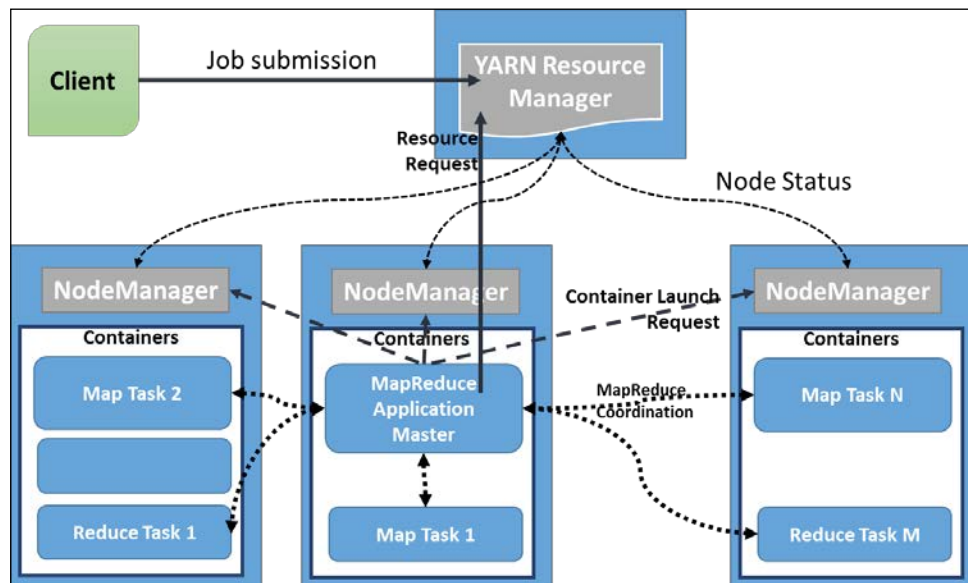 Client
Job submission
YARN Resource
Manager
Resource
Request
Node Status
NodeManager
NodeManager
NodeManager
Container Launch
Request
Containers
Containers
Containers
Map Task 2
MapReduce
Application
Master
MapReduce
Coordination
Map Task N
Reduce Task 1
Map Task 1
Reduce Task M